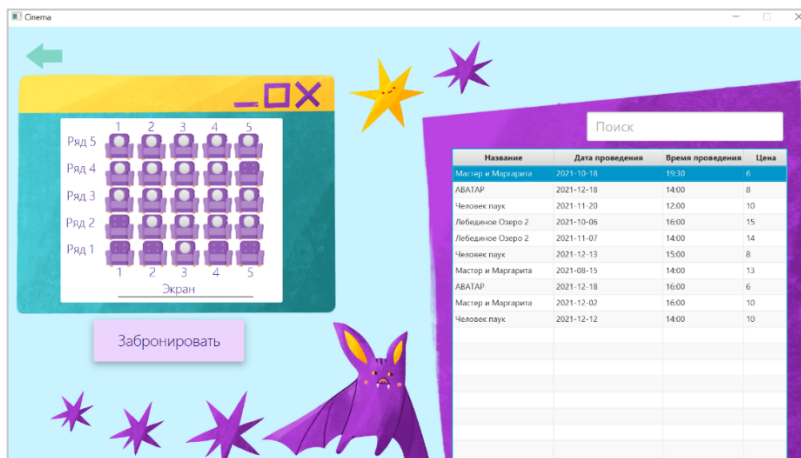 Cinema
1 2 3 4 5
Ряд 5
Ряд 4
Ряд 3
Ряд 2
Ряд 1
1 2 3 4 5
Экран
Забронировать
Поиск
Название Дата проведения Время проведения Цена
Мастер и Маргарита 2021-10-18 19:30 6
АВАТАР 2021-12-18 14:00 8
Человек паук 2021-11-20 12:00 10
Лебединое Озеро 2 2021-10-06 16:00 15
Лебединое Озеро 2 2021-11-07 14:00 14
Человек паук 2021-12-13 15:00 8
Мастер и Маргарита 2021-08-15 14:00 13
АВАТАР 2021-12-18 16:00 6
Мастер и Маргарита 2021-12-02 16:00 10
Человек паук 2021-12-12 14:00 10